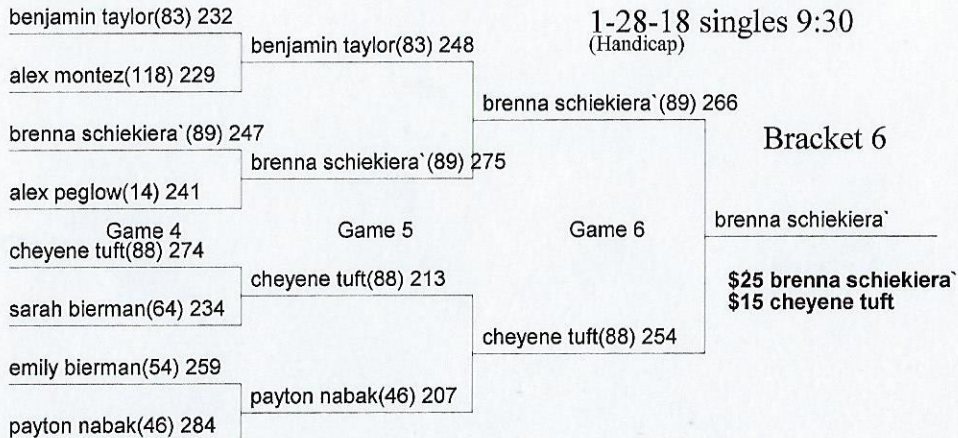 1-28-18 singles 9:30
(Handicap)
Bracket 6
benjamin taylor(83) 232
alex montez(118) 229
brenna schiekiera`(89) 247
alex peglow(14) 241
Game 4
cheyene tuft(88) 274
sarah bierman(64) 234
emily bierman(54) 259
payton nabak(46) 284
benjamin taylor(83) 248
brenna schiekiera`(89) 275
Game 5
cheyene tuft(88) 213
payton nabak(46) 207
brenna schiekiera`(89) 266
Game 6
cheyene tuft(88) 254
brenna schiekiera`
$25 brenna schiekiera`
$15 cheyene tuft